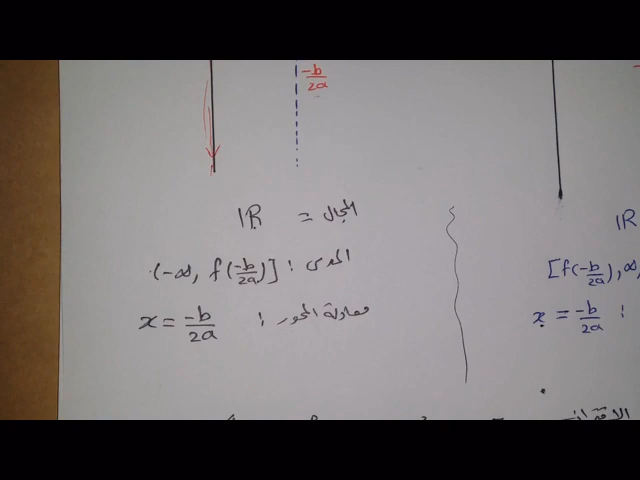 -b/2a
المجال = IR
IR
المدى : (-∞, f(-b/2a)]
[f(-b/2a), ∞
معادلة المحور : x = -b/2a
x = -b/2a :